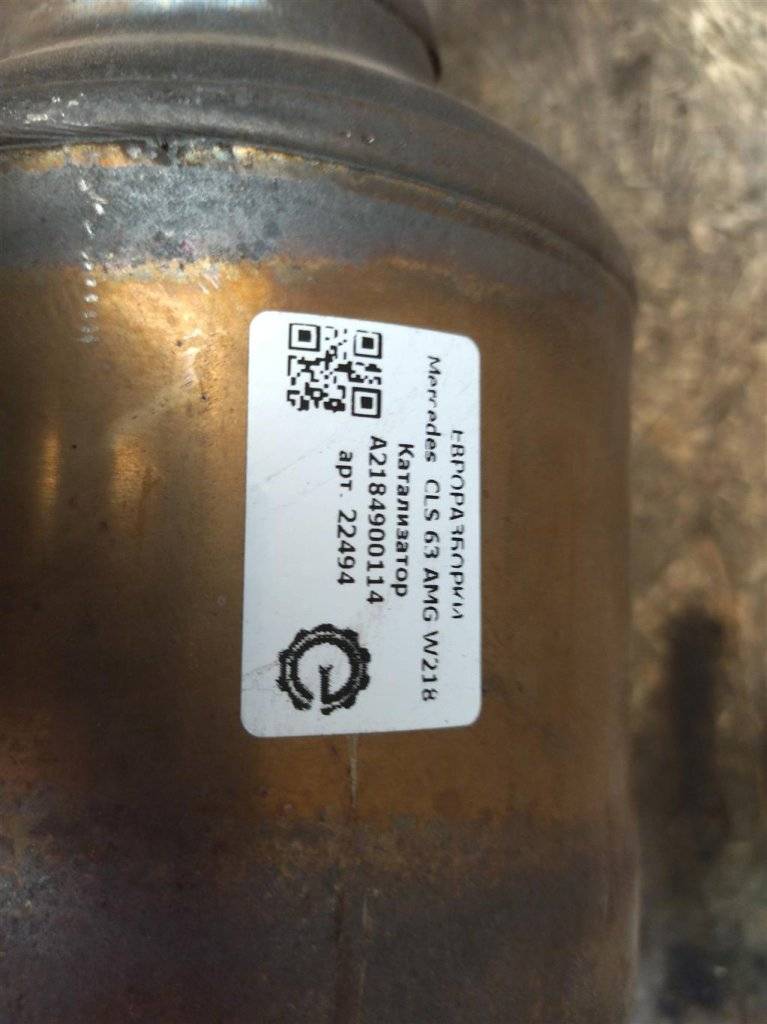 ЕВРОРАЗБОРКИ
Mercedes CLS 63 AMG W218
Катализатор
A2184900114
арт. 22494